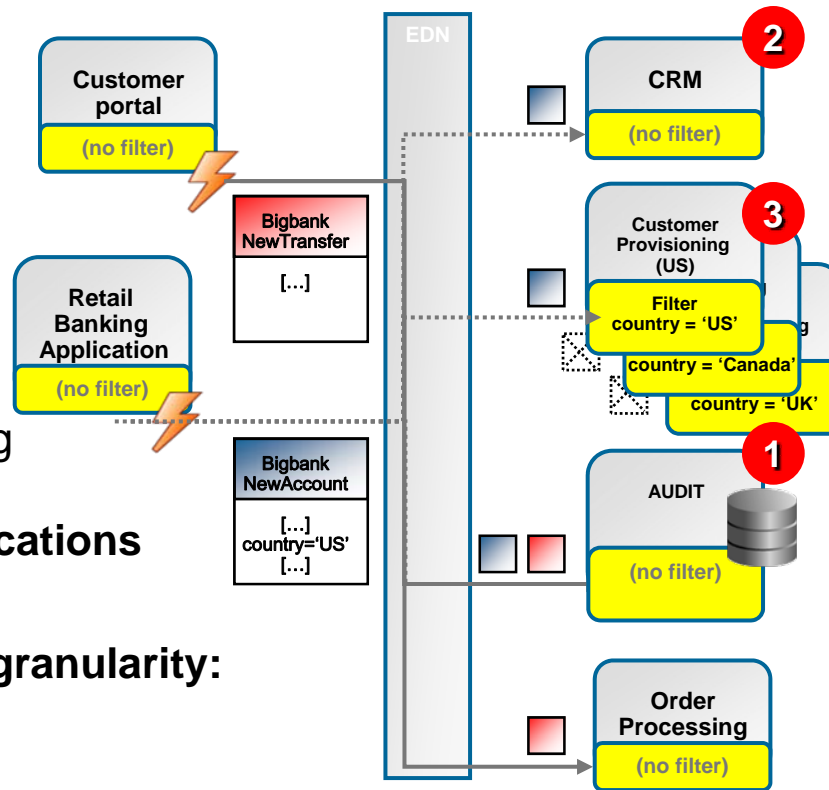 EDN
Customer
portal
(no filter)
Bigbank
NewTransfer
[...]
Retail
Banking
Application
(no filter)
g
Bigbank
NewAccount
[...]
country=‘US’
[...]
cations
granularity:
2
CRM
(no filter)
3
Customer
Provisioning
(US)
Filter
country = ‘US’
g
country = ‘Canada’
country = ‘UK’
1
AUDIT
(no filter)
Order
Processing
(no filter)